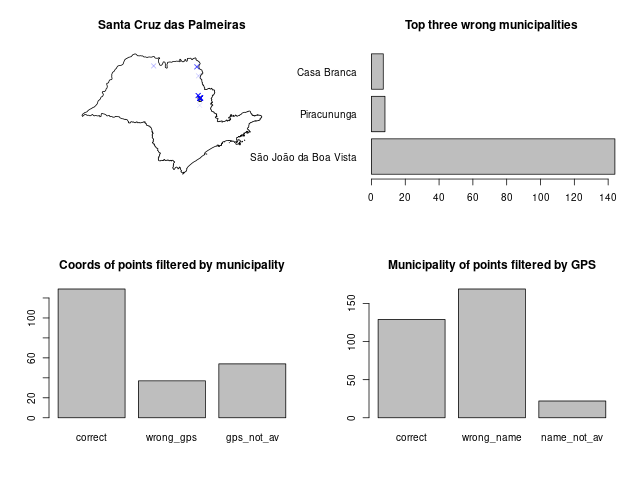 Santa Cruz das Palmeiras
Top three wrong municipalities
Casa Branca
Piracununga
São João da Boa Vista
0 20 40 60 80 100 120 140
Coords of points filtered by municipality
100
60
20
0
correct wrong_gps gps_not_av
Municipality of points filtered by GPS
150
100
50
0
correct wrong_name name_not_av